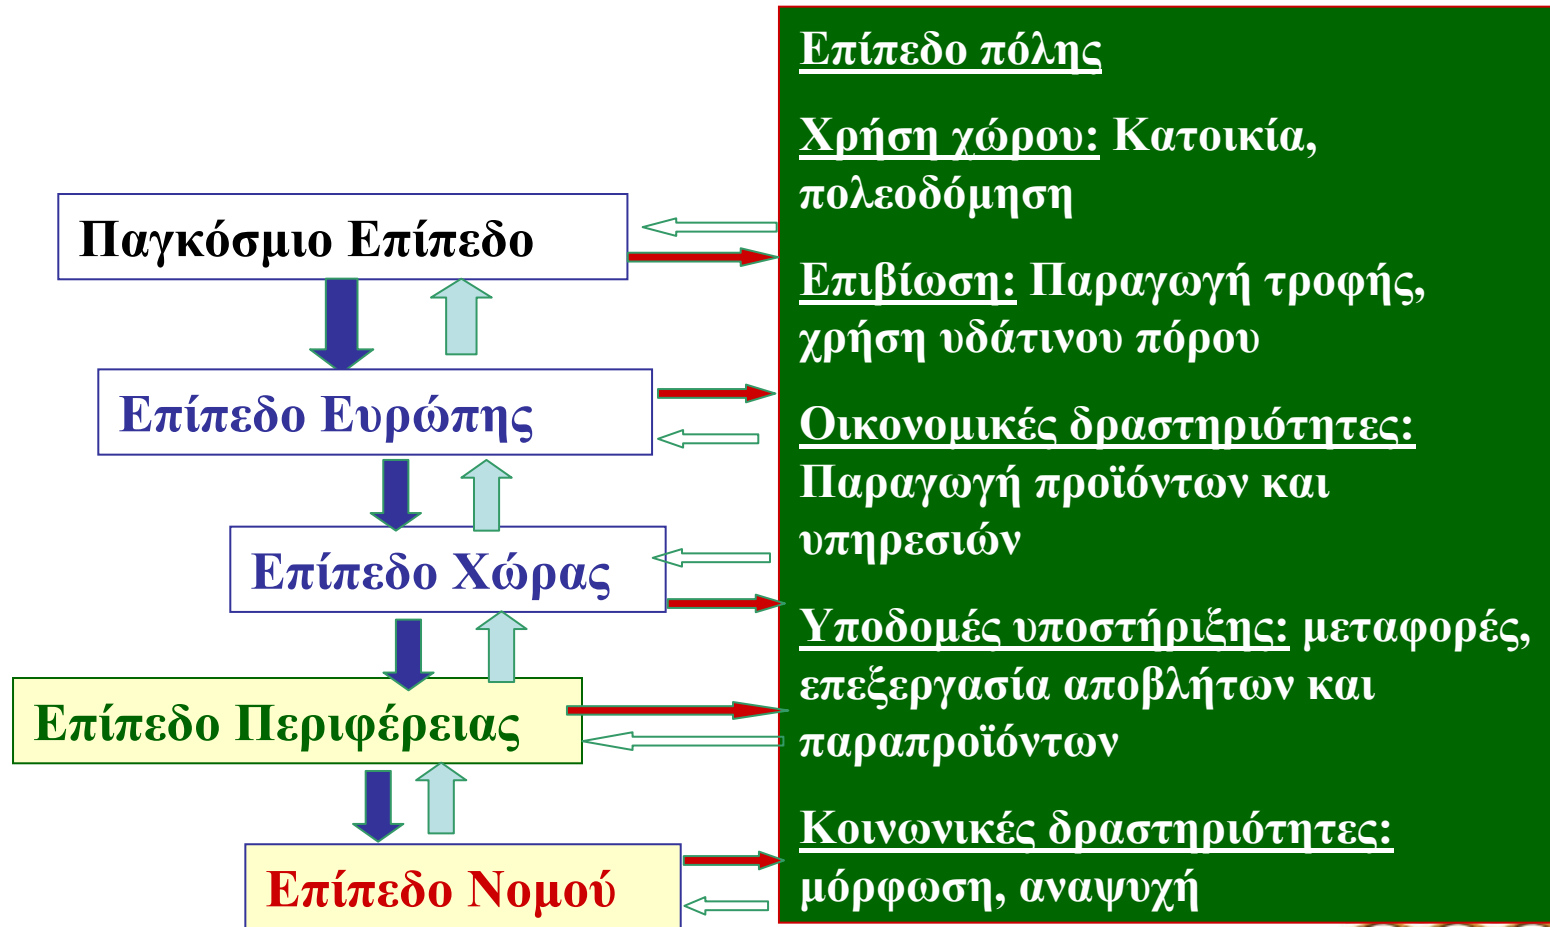 Παγκόσμιο Επίπεδο
Επίπεδο Ευρώπης
Επίπεδο Χώρας
Επίπεδο Περιφέρειας
Επίπεδο Νομού
Επίπεδο πόλης
Χρήση χώρου: Κατοικία,
πολεοδόμηση
Επιβίωση: Παραγωγή τροφής,
χρήση υδάτινου πόρου
Οικονομικές δραστηριότητες:
Παραγωγή προϊόντων και
υπηρεσιών
Υποδομές υποστήριξης: μεταφορές,
επεξεργασία αποβλήτων και
παραπροϊόντων
Κοινωνικές δραστηριότητες:
μόρφωση, αναψυχή